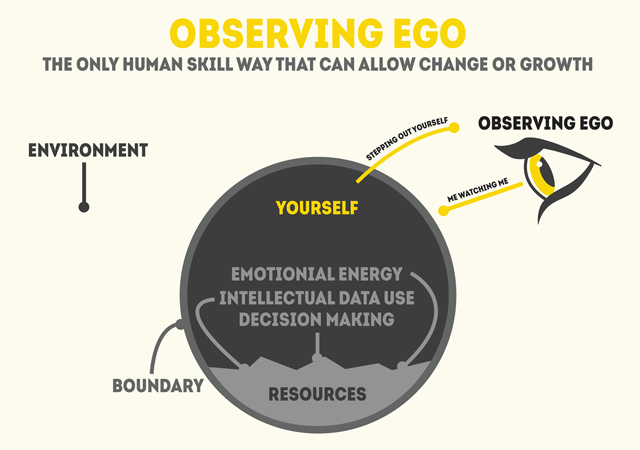 OBSERVING EGO
THE ONLY HUMAN SKILL WAY THAT CAN ALLOW CHANGE OR GROWTH
ENVIRONMENT
STEPPING OUT YOURSELF
OBSERVING EGO
ME WATCHING ME
YOURSELF
EMOTIONIAL ENERGY
INTELLECTUAL DATA USE
DECISION MAKING
BOUNDARY
RESOURCES